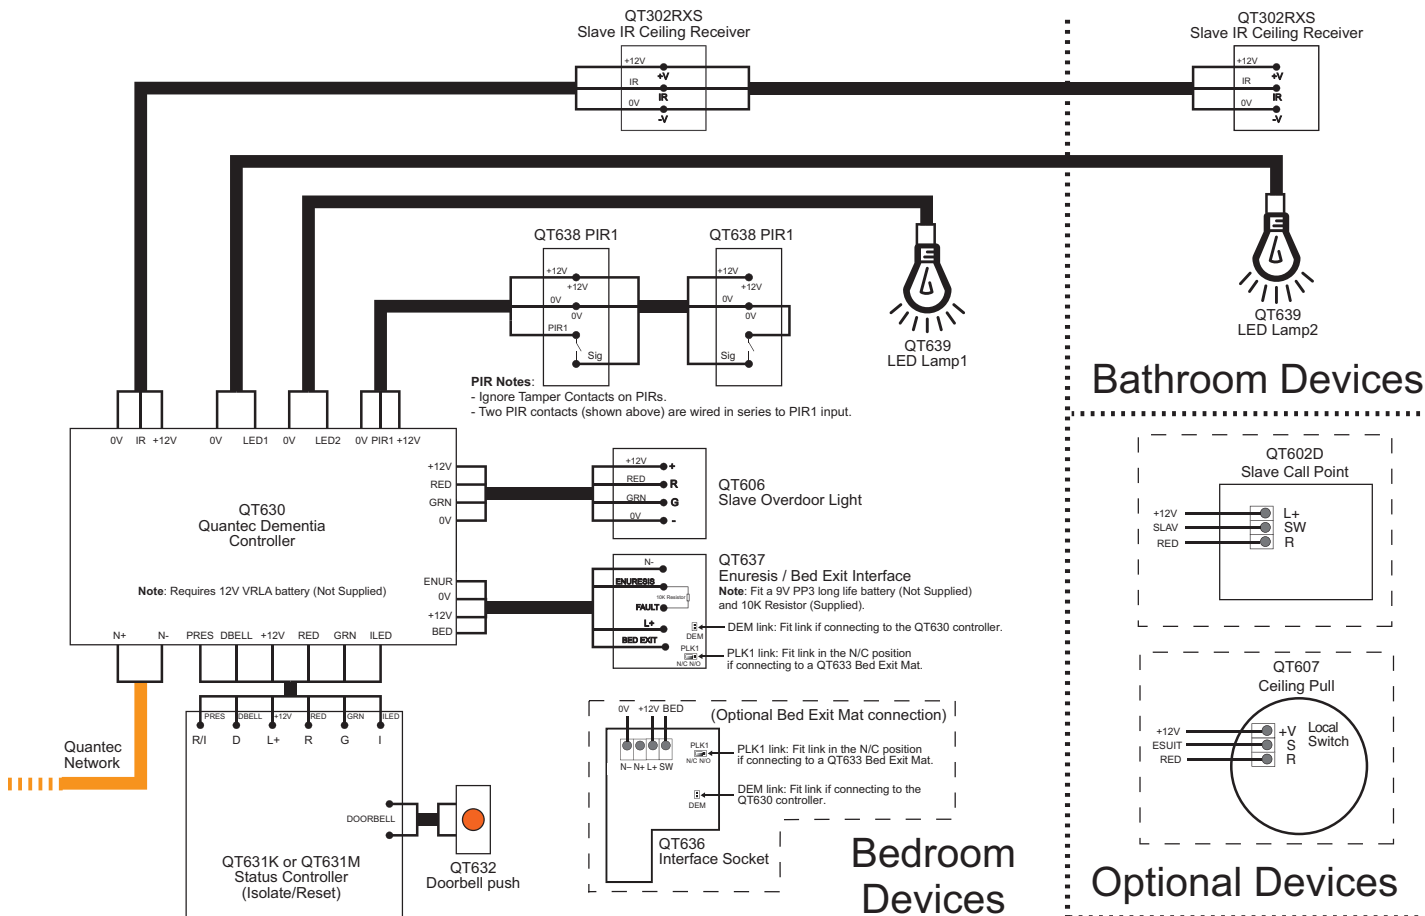 QT302RXS
Slave IR Ceiling Receiver
+12V
+V
IR
IR
0V
-V
QT302RXS
Slave IR Ceiling Receiver
+12V
+V
IR
IR
0V
-V
QT638 PIR1
+12V
+12V
0V
0V
PIR1
Sig
QT638 PIR1
+12V
+12V
0V
0V
Sig
QT639
LED Lamp1
QT639
LED Lamp2
Bathroom Devices
PIR Notes:
- Ignore Tamper Contacts on PIRs.
- Two PIR contacts (shown above) are wired in series to PIR1 input.
0V IR +12V
0V LED1
0V LED2
0V PIR1 +12V
+12V
RED
GRN
0V
QT630
Quantec Dementia
Controller
Note: Requires 12V VRLA battery (Not Supplied)
ENUR
0V
+12V
BED
N+ N- PRES DBELL +12V RED GRN ILED
+12V
+
RED
R
GRN
G
0V
-
QT606
Slave Overdoor Light
N-
ENURESIS
10K Resistor
FAULT
L+
BED EXIT
DEM
PLK1
N/C N/O
QT637
Enuresis / Bed Exit Interface
Note: Fit a 9V PP3 long life battery (Not Supplied)
and 10K Resistor (Supplied).
DEM link: Fit link if connecting to the QT630 controller.
PLK1 link: Fit link in the N/C position
if connecting to a QT633 Bed Exit Mat.
Quantec
Network
PRES DBELL +12V RED GRN ILED
R/I D L+ R G I
DOORBELL
QT631K or QT631M
Status Controller
(Isolate/Reset)
QT632
Doorbell push
0V +12V BED
(Optional Bed Exit Mat connection)
N– N+ L+ SW
PLK1
N/C N/O
PLK1 link: Fit link in the N/C position
if connecting to a QT633 Bed Exit Mat.
DEM
DEM link: Fit link if connecting to the
QT630 controller.
QT636
Interface Socket
Bedroom
Devices
QT602D
Slave Call Point
+12V
L+
SLAV
SW
RED
R
QT607
Ceiling Pull
+12V
+V
ESUIT
S
RED
R
Local
Switch
Optional Devices